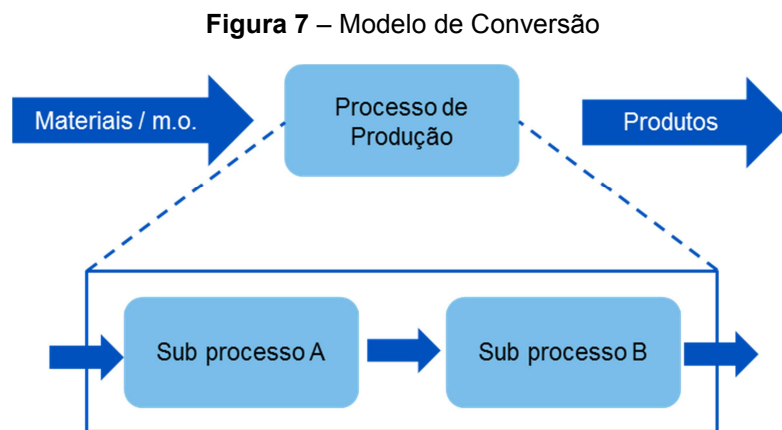 Figura 7 – Modelo de Conversão
Materiais / m.o.
Processo de
Produção
Produtos
Sub processo A
Sub processo B